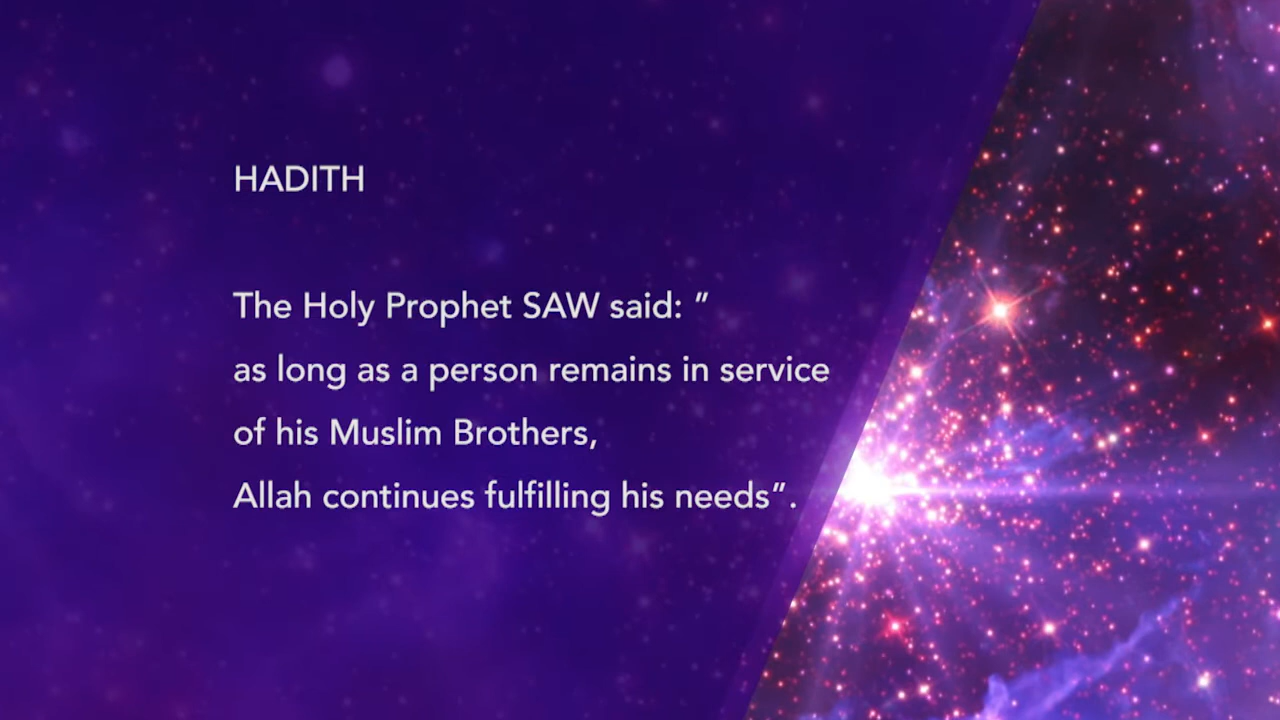 HADITH
The Holy Prophet SAW said: ”
as long as a person remains in service
of his Muslim Brothers,
Allah continues fulfilling his needs”.